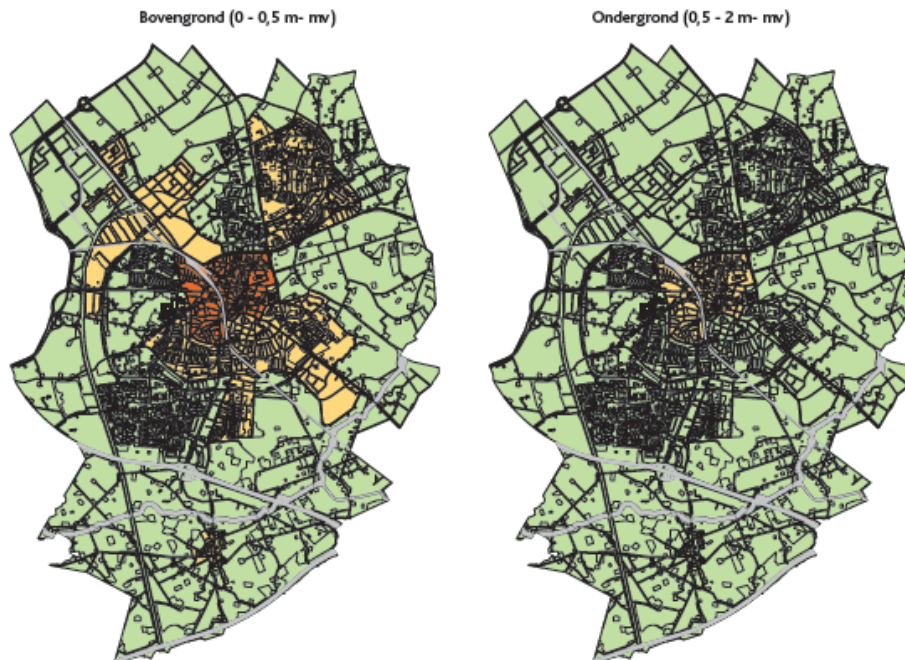 Bovengrond (0 - 0,5 m- mv)
Ondergrond (0,5 - 2 m- mv)